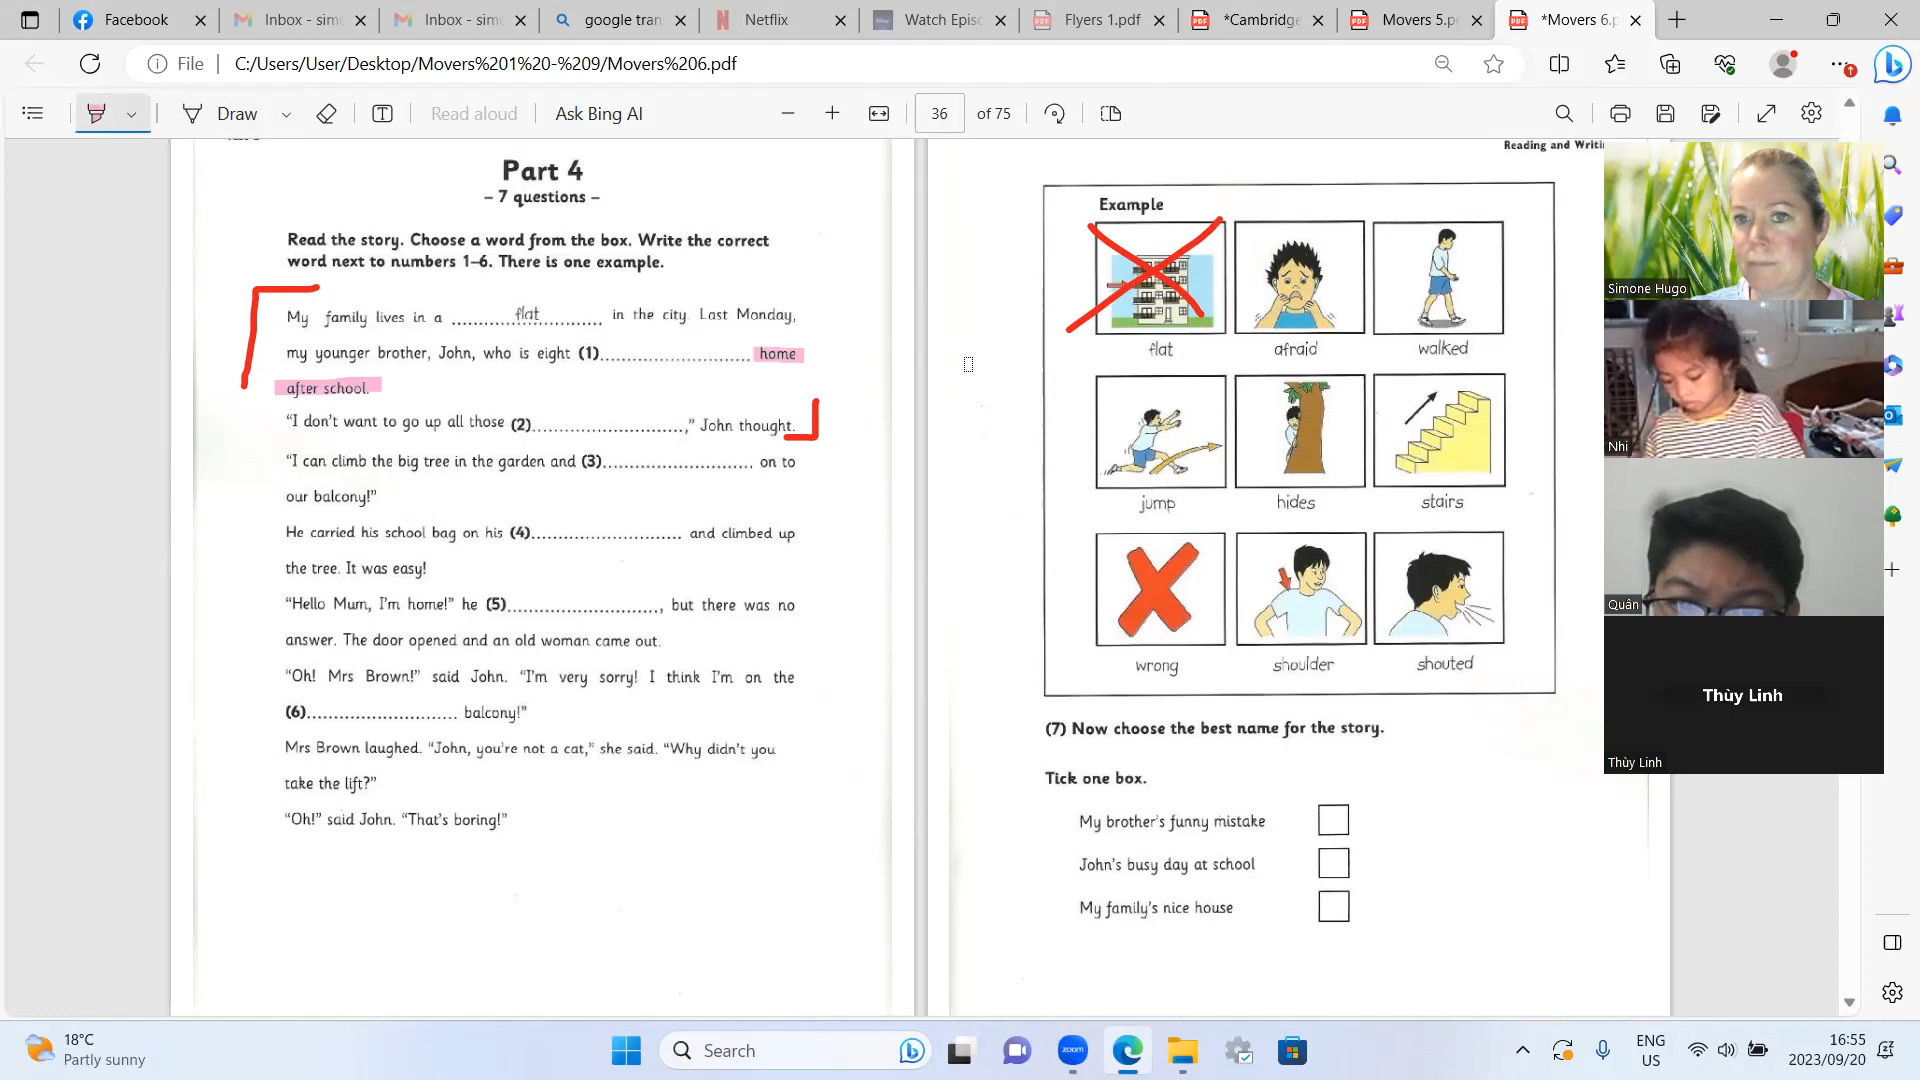 Facebook
Inbox - sim
Inbox - sim
google tran
Netflix
Watch Epis
Flyers 1.pdf
*Cambridge
Movers 5.p
*Movers 6.p
File
C:/Users/User/Desktop/Movers%201%20-%209/Movers%206.pdf
Draw
Read aloud
Ask Bing AI
36
of 75
Part 4
– 7 questions –
Read the story. Choose a word from the box. Write the correct
word next to numbers 1–6. There is one example.
My family lives in a flat in the city. Last Monday,
my younger brother, John, who is eight (1) home
after school.
“I don’t want to go up all those (2) ,” John thought.
“I can climb the big tree in the garden and (3) on to
our balcony!”
He carried his school bag on his (4) and climbed up
the tree. It was easy!
“Hello Mum, I’m home!” he (5) , but there was no
answer. The door opened and an old woman came out.
“Oh! Mrs Brown!” said John. “I’m very sorry! I think I’m on the
(6) balcony!”
Mrs Brown laughed. “John, you’re not a cat,” she said. “Why didn’t you
take the lift?”
“Oh!” said John. “That’s boring!”
Reading and Writi
Example
flat
afraid
walked
jump
hides
stairs
wrong
shoulder
shouted
(7) Now choose the best name for the story.
Tick one box.
My brother’s funny mistake
John’s busy day at school
My family’s nice house
Simone Hugo
Nhi
Quân
Thùy Linh
Thùy Linh
18°C
Partly sunny
Search
zoom
ENG
US
16:55
2023/09/20